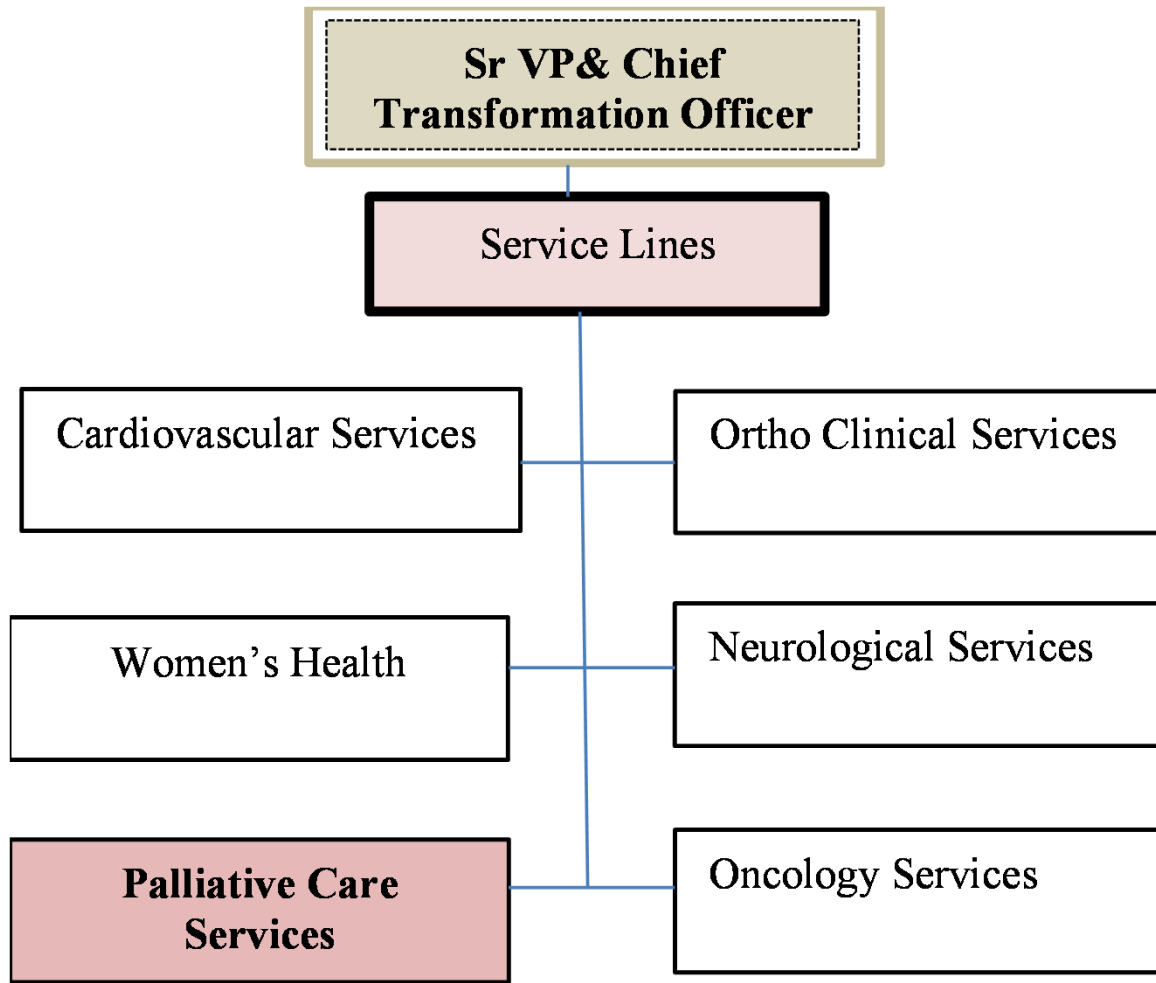 Sr VP& Chief
Transformation Officer
Service Lines
Cardiovascular Services
Ortho Clinical Services
Women’s Health
Neurological Services
Palliative Care
Services
Oncology Services